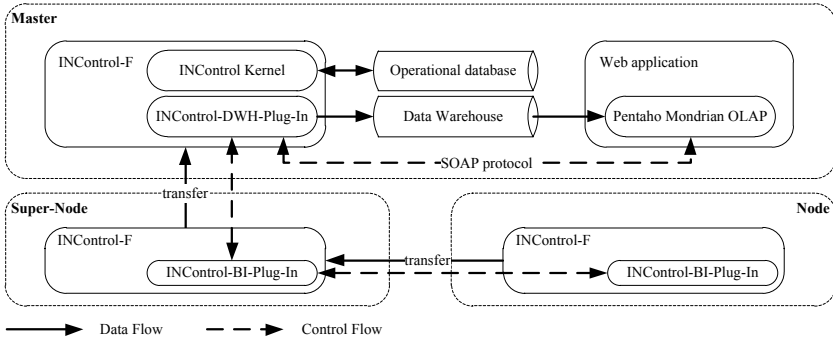 Master
INControl-F
INControl Kernel
Operational database
Web application
INControl-DWH-Plug-In
Data Warehouse
Pentaho Mondrian OLAP
SOAP protocol
transfer
Super-Node
Node
INControl-F
INControl-F
transfer
INControl-BI-Plug-In
INControl-BI-Plug-In
Data Flow
Control Flow